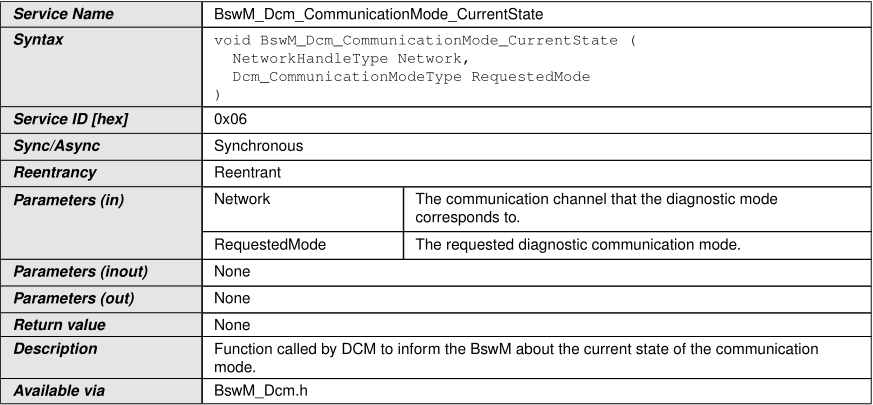 Service Name BswM_Dcm_CommunicationMode_CurrentState
Syntax void BswM_Dcm_CommunicationMode_CurrentState (
NetworkHandleType Network,
Dcm_CommunicationModeType RequestedMode
)
Service ID [hex] 0x06
Sync/Async Synchronous
Reentrancy Reentrant
Parameters (in) Network The communication channel that the diagnostic mode
corresponds to.
RequestedMode The requested diagnostic communication mode.
Parameters (inout) None
Parameters (out) None
Return value None
Description Function called by DCM to inform the BswM about the current state of the communication
mode.
Available via BswM_Dcm.h